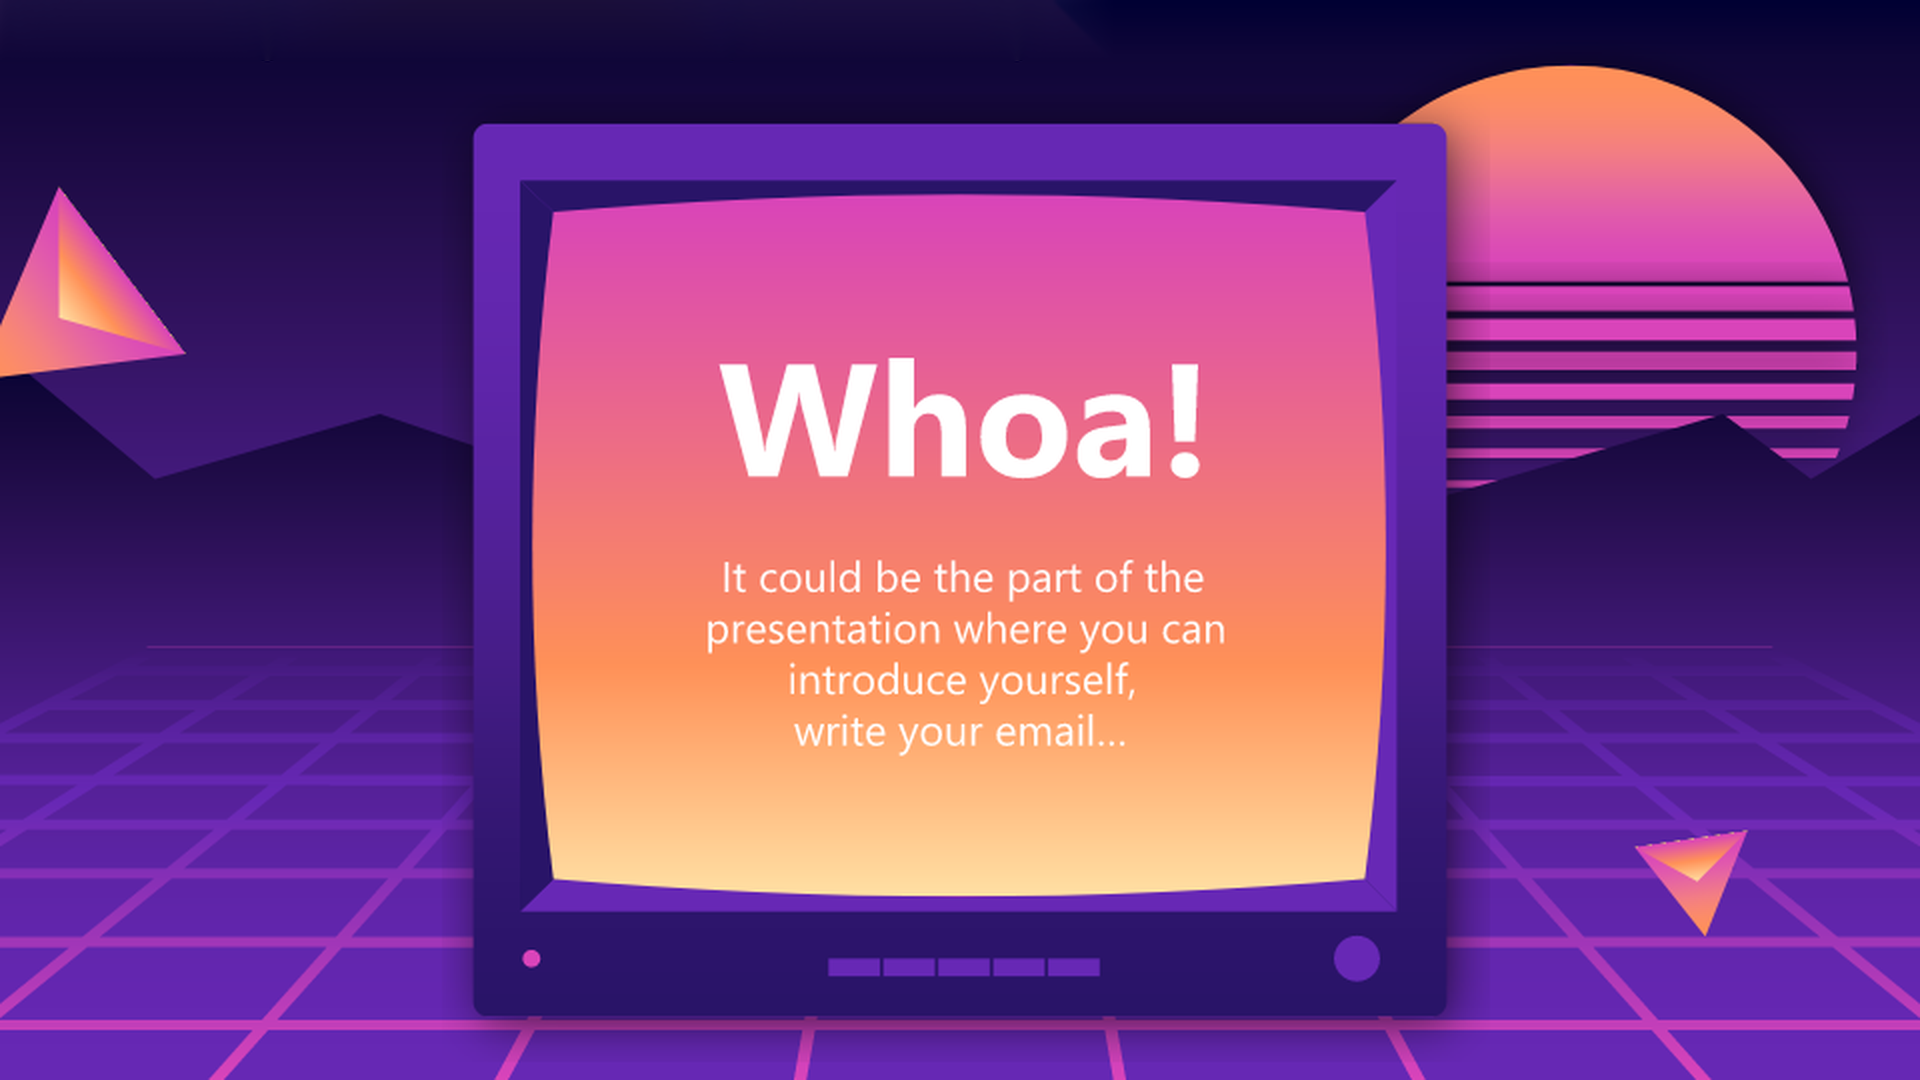 Whoa!
It could be the part of the
presentation where you can
introduce yourself,
write your email...